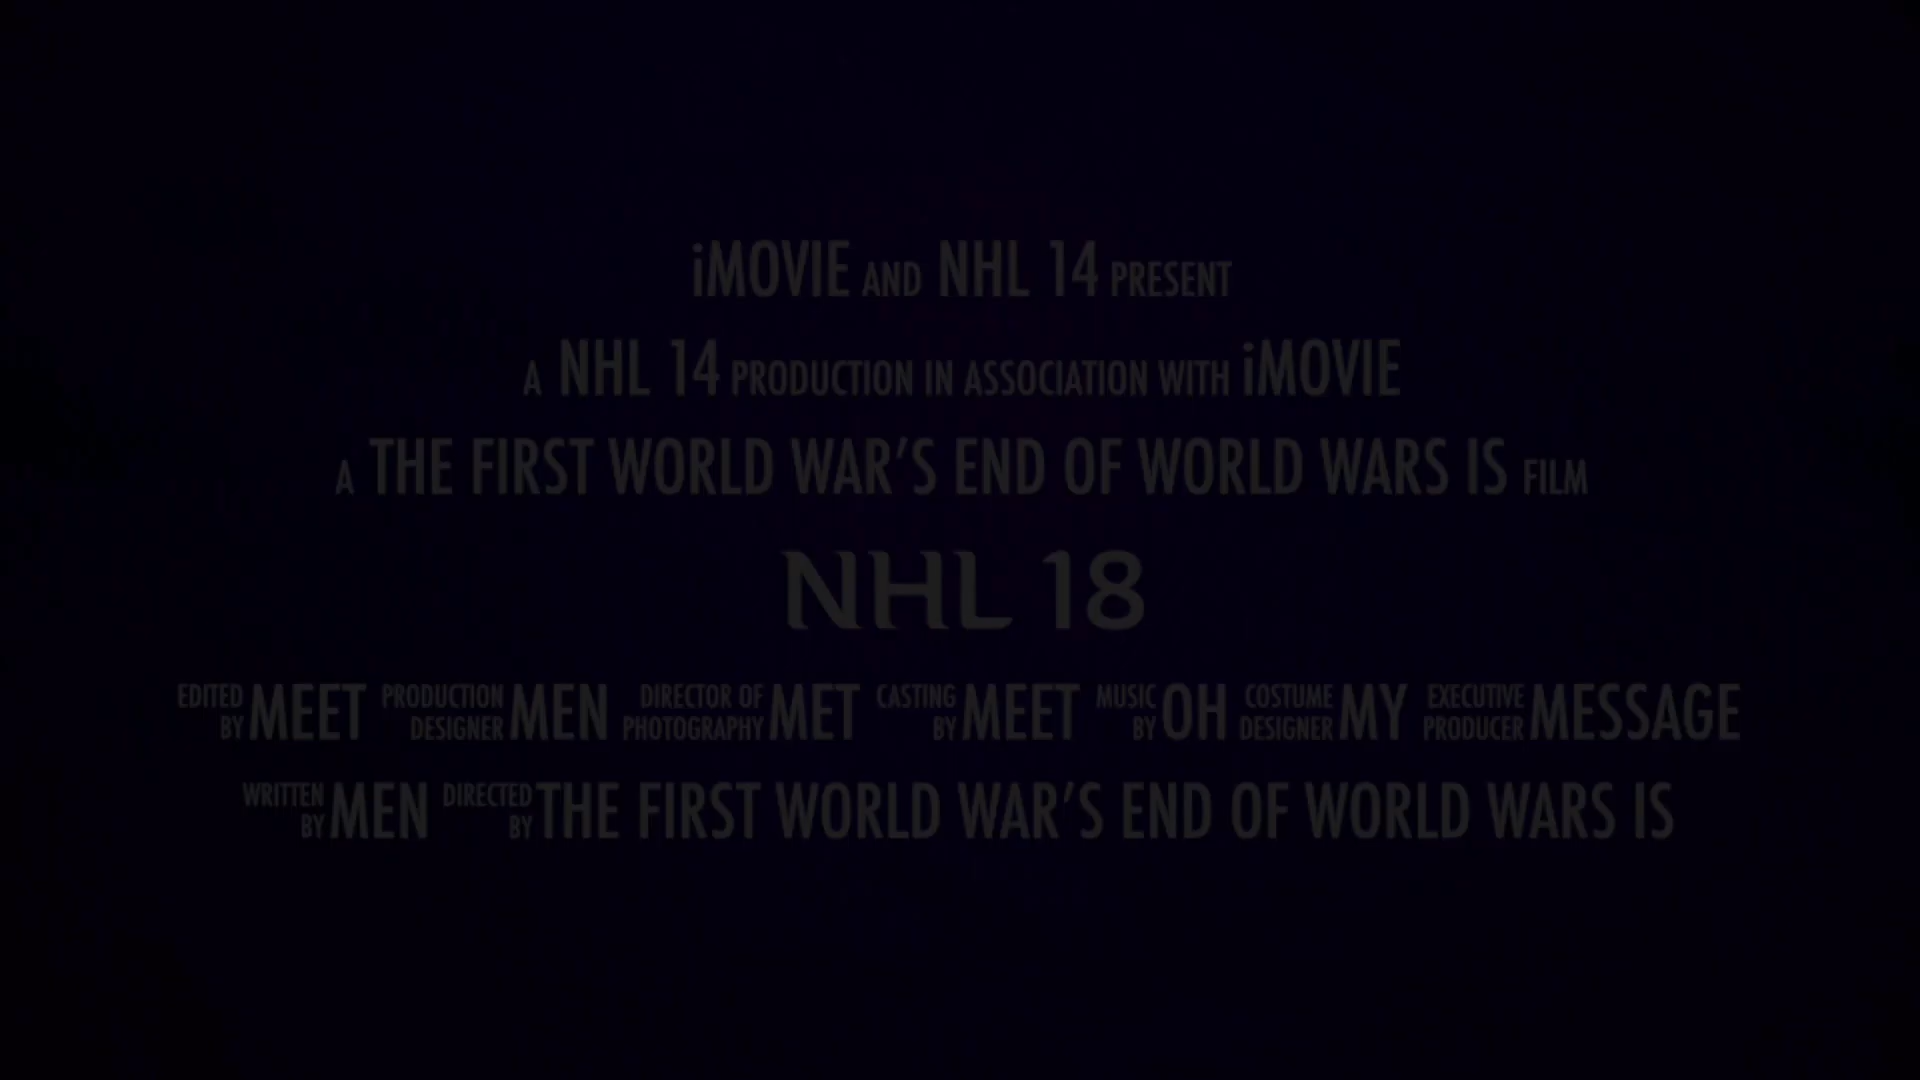 iMOVIE AND NHL 14 PRESENT
A NHL 14 PRODUCTION IN ASSOCIATION WITH iMOVIE
A THE FIRST WORLD WAR'S END OF WORLD WARS IS FILM
NHL 18
EDITED BY MEET PRODUCTION DESIGNER MEN DIRECTOR OF PHOTOGRAPHY MET CASTING BY MEET MUSIC BY OH COSTUME DESIGNER MY EXECUTIVE PRODUCER MESSAGE
WRITTEN BY MEN DIRECTED BY THE FIRST WORLD WAR'S END OF WORLD WARS IS